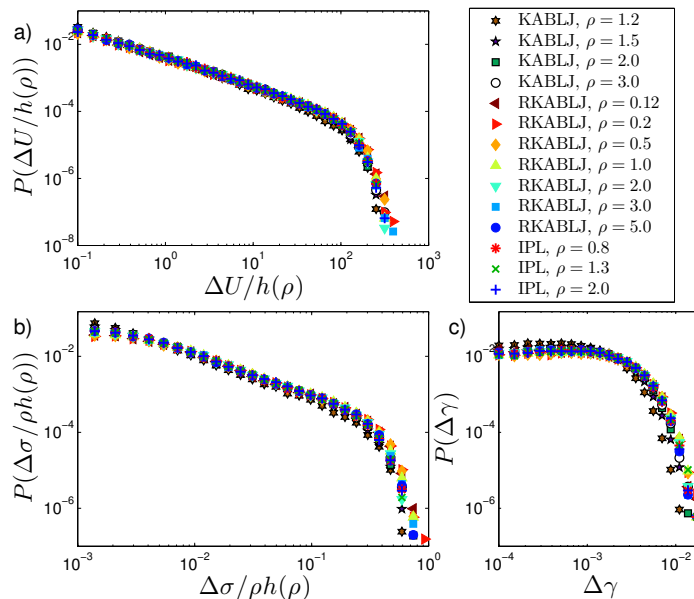 a)
P(ΔU/h(ρ))
10^{-2}
10^{-4}
10^{-6}
10^{-8}
10^{-1} 10^{0} 10^{1} 10^{2} 10^{3}
ΔU/h(ρ)
KABLJ, ρ = 1.2
KABLJ, ρ = 1.5
KABLJ, ρ = 2.0
KABLJ, ρ = 3.0
RKABLJ, ρ = 0.12
RKABLJ, ρ = 0.2
RKABLJ, ρ = 0.5
RKABLJ, ρ = 1.0
RKABLJ, ρ = 2.0
RKABLJ, ρ = 3.0
RKABLJ, ρ = 5.0
IPL, ρ = 0.8
IPL, ρ = 1.3
IPL, ρ = 2.0
b)
P(Δσ/ρh(ρ))
10^{-2}
10^{-4}
10^{-6}
10^{-3} 10^{-2} 10^{-1} 10^{0}
Δσ/ρh(ρ)
c)
P(Δγ)
10^{-2}
10^{-4}
10^{-6}
10^{-4} 10^{-3} 10^{-2}
Δγ